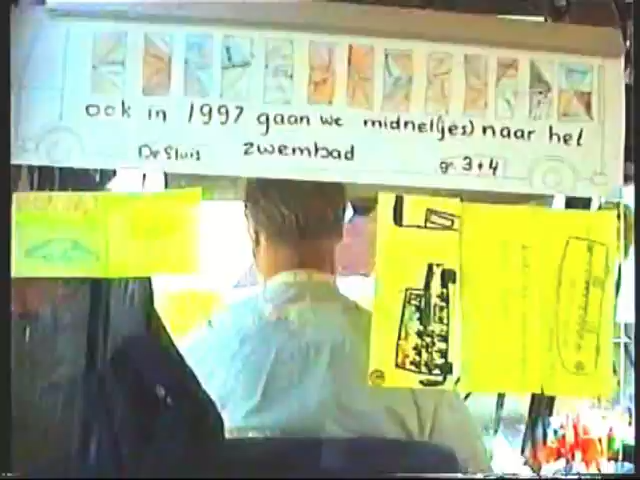 ook in 1997 gaan we midnel(jes) naar het
De Sluis zwembad gr. 3+4